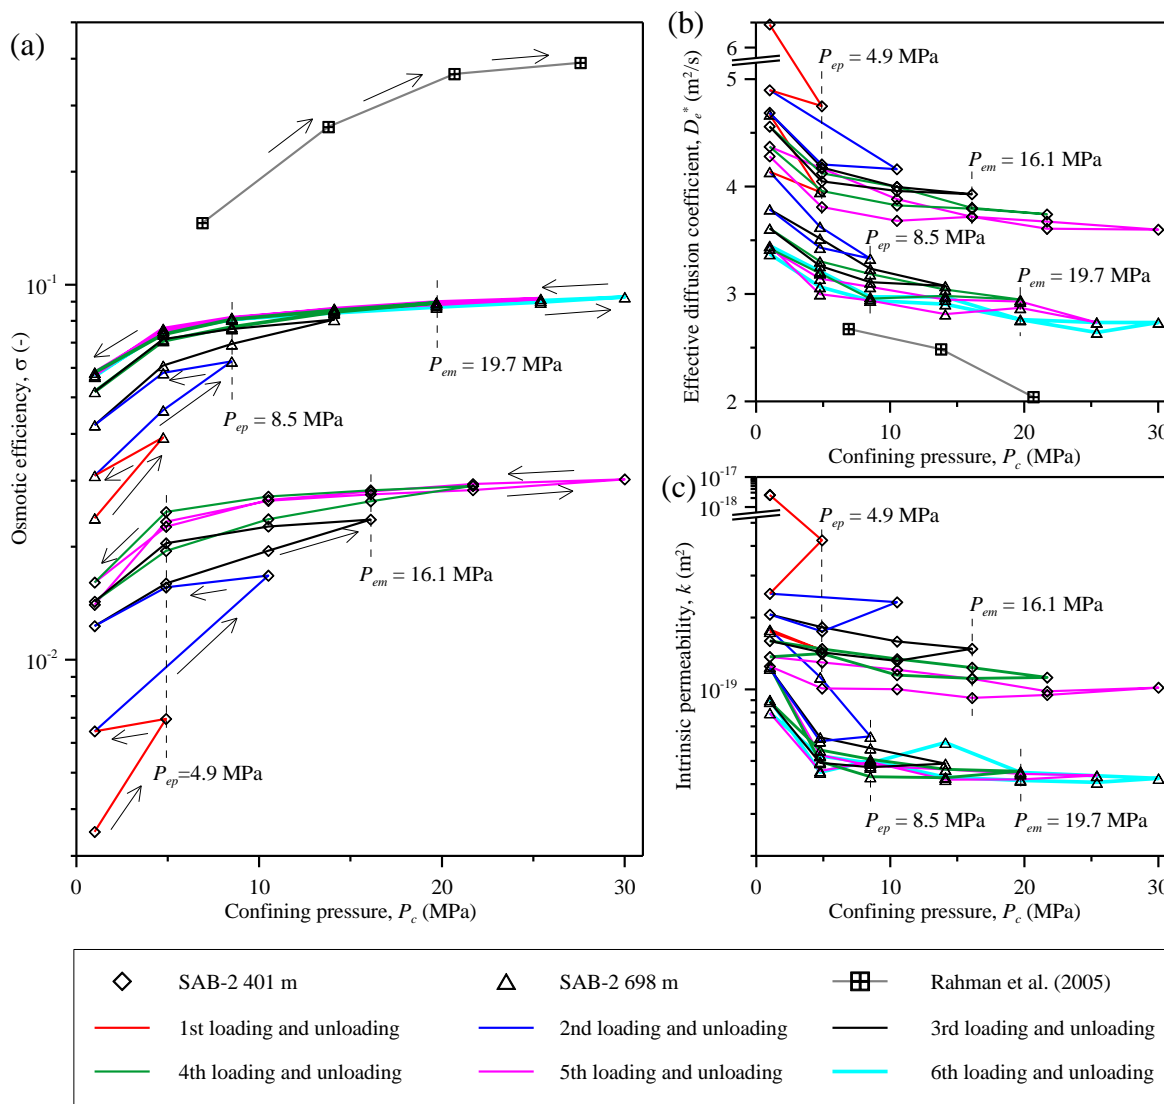 (a)
Osmotic efficiency, σ (-)
10⁻¹
10⁻²
P_em = 19.7 MPa
P_ep = 8.5 MPa
P_em = 16.1 MPa
P_ep=4.9 MPa
0 10 20 30
Confining pressure, P_c (MPa)
(b)
Effective diffusion coefficient, D_e* (m²/s)
6
5
4
3
2
P_ep = 4.9 MPa
P_em = 16.1 MPa
P_ep = 8.5 MPa
P_em = 19.7 MPa
0 10 20 30
Confining pressure, P_c (MPa)
(c)
Intrinsic permeability, k (m²)
10⁻¹⁷
10⁻¹⁸
10⁻¹⁹
P_ep = 4.9 MPa
P_em = 16.1 MPa
P_ep = 8.5 MPa P_em = 19.7 MPa
0 10 20 30
Confining pressure, P_c (MPa)
SAB-2 401 m SAB-2 698 m Rahman et al. (2005)
1st loading and unloading 2nd loading and unloading 3rd loading and unloading
4th loading and unloading 5th loading and unloading 6th loading and unloading